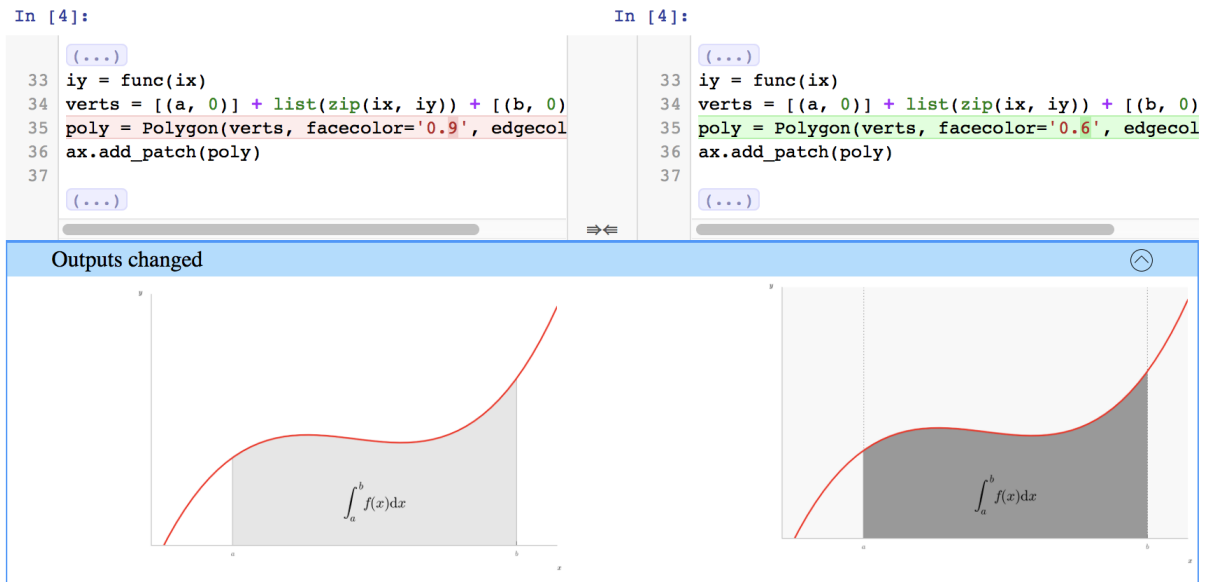 In [4]:
(...)
33 iy = func(ix)
34 verts = [(a, 0)] + list(zip(ix, iy)) + [(b, 0)
35 poly = Polygon(verts, facecolor='0.9', edgecol
36 ax.add_patch(poly)
37
(...)
In [4]:
(...)
33 iy = func(ix)
34 verts = [(a, 0)] + list(zip(ix, iy)) + [(b, 0)
35 poly = Polygon(verts, facecolor='0.6', edgecol
36 ax.add_patch(poly)
37
(...)
Outputs changed
y
∫ₐᵇ f(x)dx
a b
x
y
∫ₐᵇ f(x)dx
a b
x